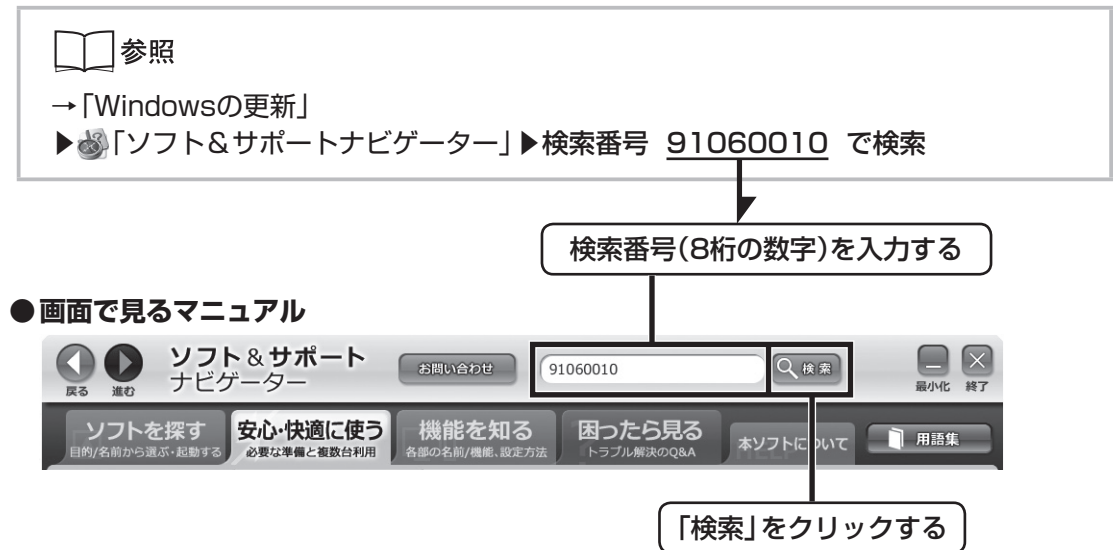 参照
→「Windowsの更新」
▶「ソフト&サポートナビゲーター」▶検索番号 91060010 で検索
検索番号(8桁の数字)を入力する
●画面で見るマニュアル
戻る 進む ソフト&サポート ナビゲーター お問い合わせ 91060010 検索 最小化 終了
ソフトを探す 安心・快適に使う 機能を知る 困ったら見る 本ソフトについて 用語集
目的/名前から選ぶ・起動する 必要な準備と複数台利用 各部の名前/機能、設定方法 トラブル解決のQ&A
「検索」をクリックする